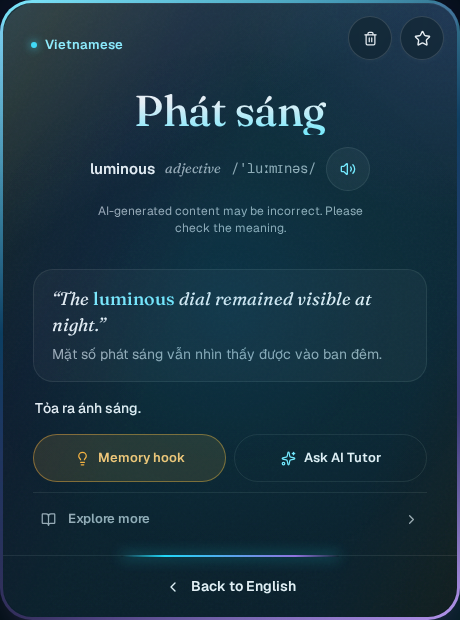 Vietnamese
Phát sáng
luminous adjective /ˈluːmɪnəs/
AI-generated content may be incorrect. Please
check the meaning.
“The luminous dial remained visible at
night.”
Mặt số phát sáng vẫn nhìn thấy được vào ban đêm.
Tỏa ra ánh sáng.
Memory hook
Ask AI Tutor
Explore more
Back to English